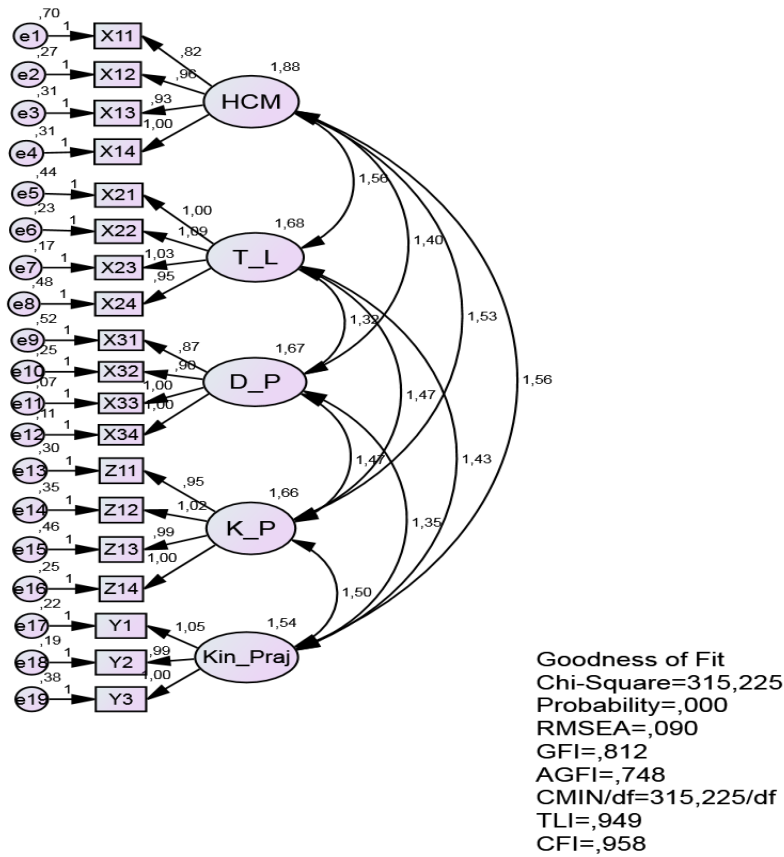 ,70
e1 1 X11
,82
,27
e2 1 X12
,96
1,88
HCM
,31
e3 1 X13
,93
,31
e4 1 X14
1,00
,44
e5 1 X21
1,00
1,56
,23
e6 1 X22
1,09
1,68
T_L
1,40
,17
e7 1 X23
1,03
,48
e8 1 X24
,95
1,53
,52
e9 1 X31
,87
1,32
,25
e10 1 X32
,90
1,67
D_P
1,56
,07
e11 1 X33
1,00
1,47
,11
e12 1 X34
1,00
,30
e13 1 Z11
,95
1,47
1,43
,35
e14 1 Z12
1,02
1,66
K_P
1,35
,46
e15 1 Z13
,99
,25
e16 1 Z14
1,00
1,50
,22
e17 1 Y1
1,05
1,54
Kin_Praj
,19
e18 1 Y2
,99
,38
e19 1 Y3
1,00
Goodness of Fit
Chi-Square=315,225
Probability=,000
RMSEA=,090
GFI=,812
AGFI=,748
CMIN/df=315,225/df
TLI=,949
CFI=,958